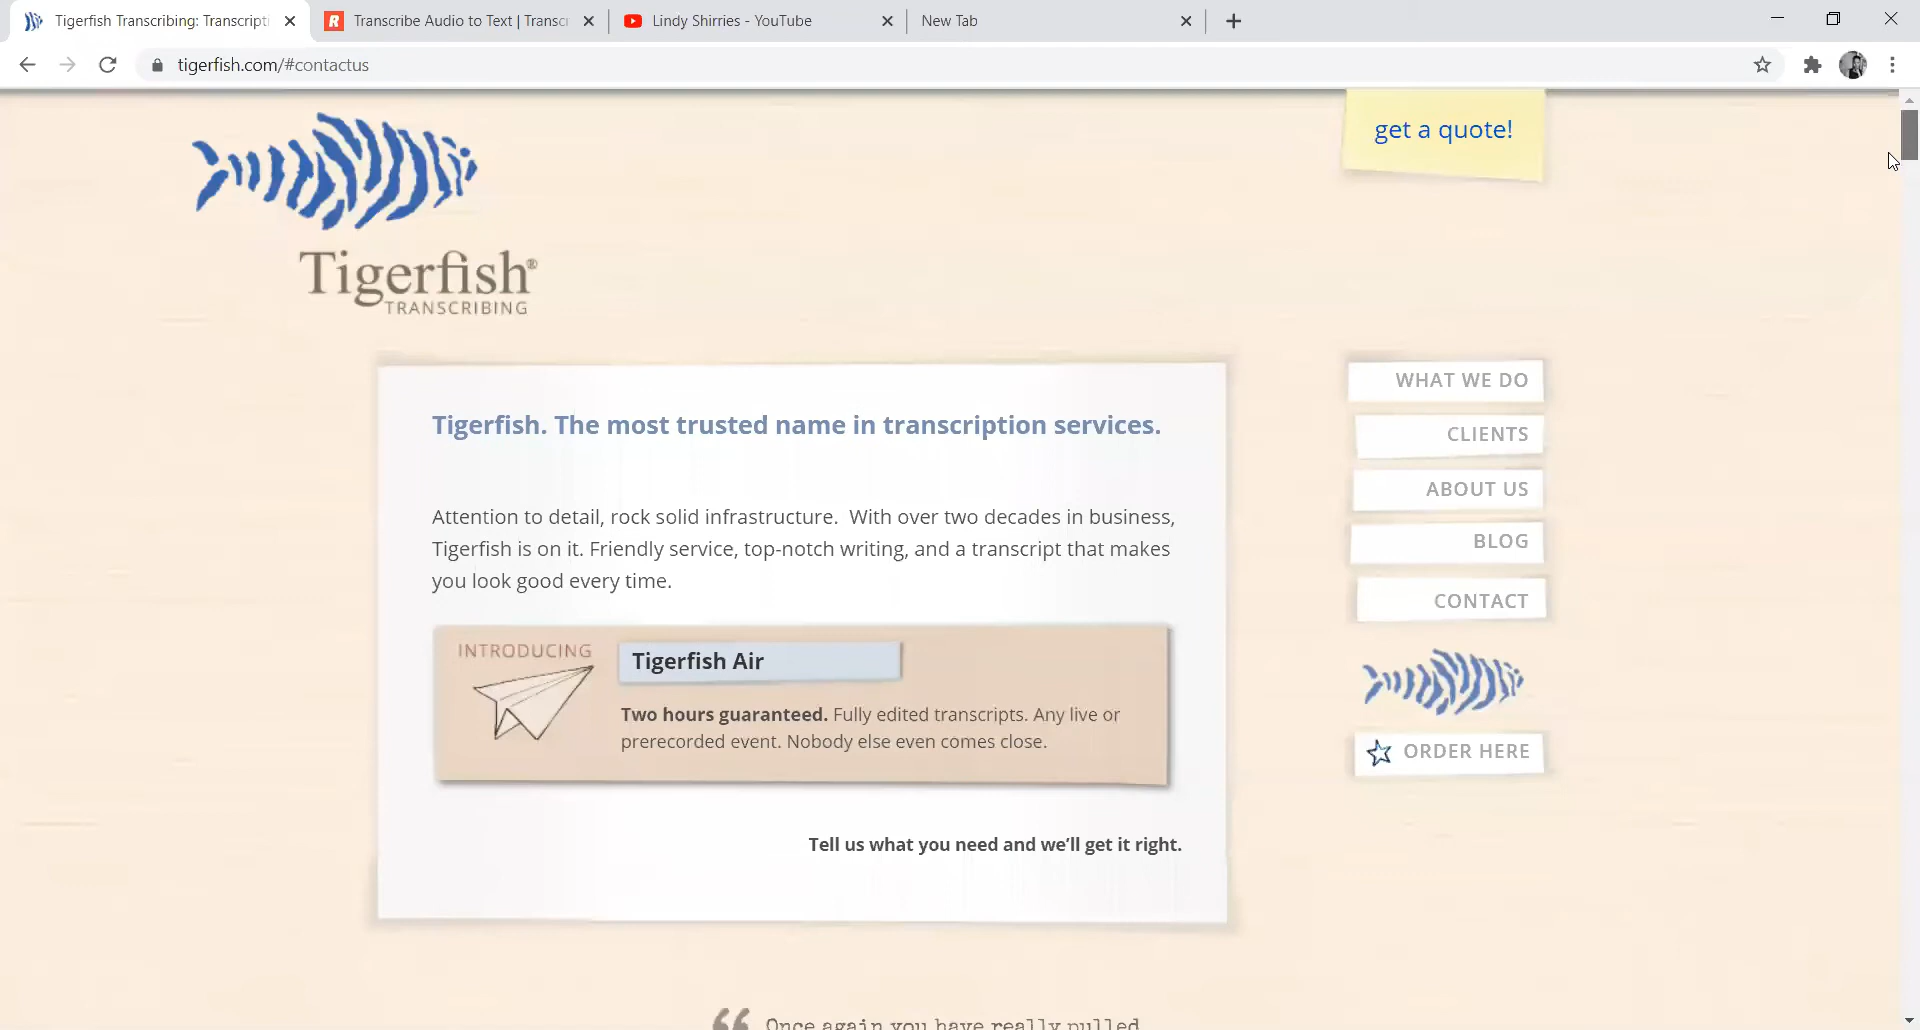 Tigerfish Transcribing: Transcripti
Transcribe Audio to Text | Transc
Lindy Shirries - YouTube
New Tab
tigerfish.com/#contactus
get a quote!
Tigerfish®
TRANSCRIBING
Tigerfish. The most trusted name in transcription services.
Attention to detail, rock solid infrastructure.  With over two decades in business,
Tigerfish is on it. Friendly service, top-notch writing, and a transcript that makes
you look good every time.
INTRODUCING
Tigerfish Air
Two hours guaranteed. Fully edited transcripts. Any live or
prerecorded event. Nobody else even comes close.
Tell us what you need and we’ll get it right.
WHAT WE DO
CLIENTS
ABOUT US
BLOG
CONTACT
ORDER HERE
“ Once again you have really pulled